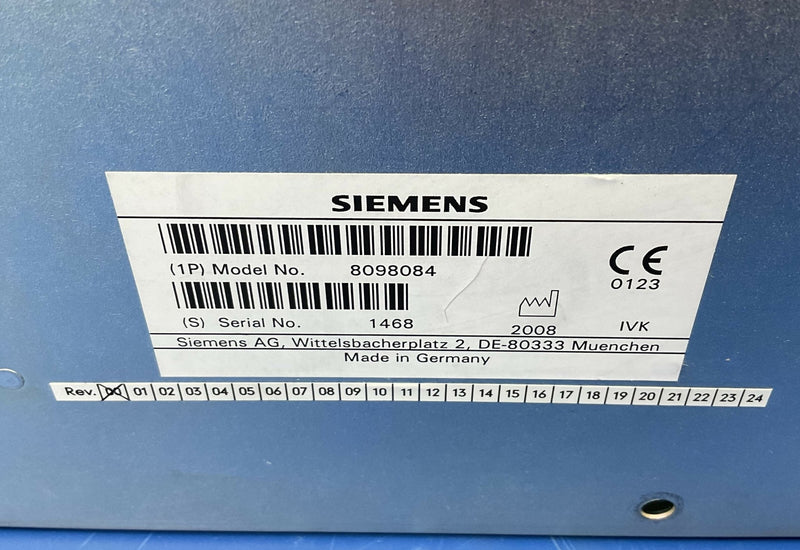 SIEMENS
(1P) Model No. 8098084
CE
0123
(S) Serial No. 1468
2008
IVK
Siemens AG, Wittelsbacherplatz 2, DE-80333 Muenchen
Made in Germany
Rev. 00 01 02 03 04 05 06 07 08 09 10 11 12 13 14 15 16 17 18 19 20 21 22 23 24